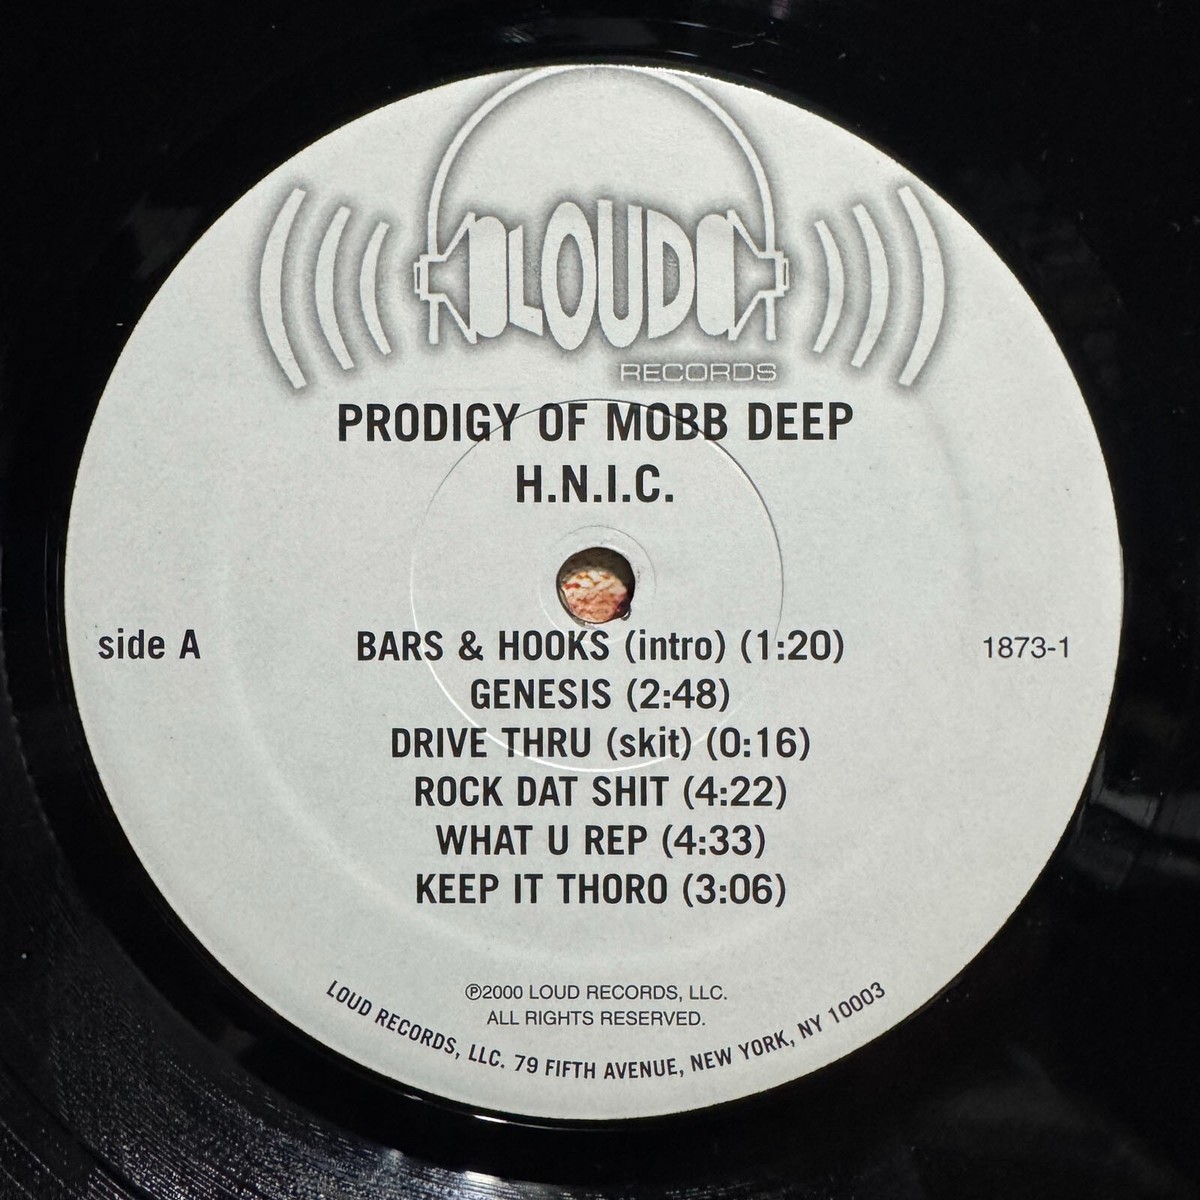 LOUD
RECORDS
PRODIGY OF MOBB DEEP
H.N.I.C.
side A
BARS & HOOKS (intro) (1:20)
1873-1
GENESIS (2:48)
DRIVE THRU (skit) (0:16)
ROCK DAT SHIT (4:22)
WHAT U REP (4:33)
KEEP IT THORO (3:06)
℗2000 LOUD RECORDS, LLC.
ALL RIGHTS RESERVED.
LOUD RECORDS, LLC. 79 FIFTH AVENUE, NEW YORK, NY 10003